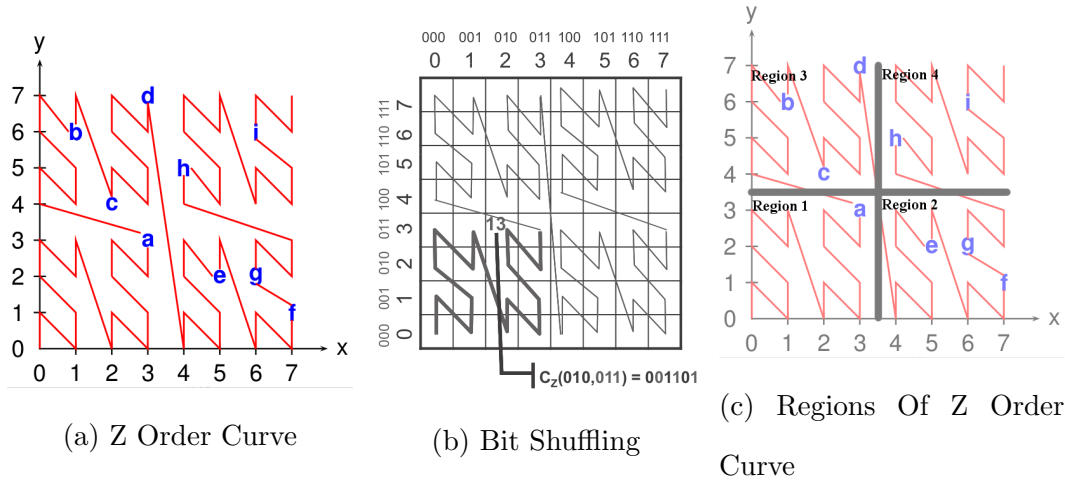 y
7
6
5
4
3
2
1
0
d
b
i
h
c
a
e
g
f
x
0 1 2 3 4 5 6 7
(a) Z Order Curve
000 001 010 011 100 101 110 111
0 1 2 3 4 5 6 7
111 7
110 6
101 5
100 4
011 3
010 2
001 1
000 0
13
C_Z(010,011) = 001101
(b) Bit Shuffling
y
7
6
5
4
3
2
1
0
Region 3
Region 4
d
b
i
h
c
Region 1
Region 2
a
e
g
f
x
0 1 2 3 4 5 6 7
(c) Regions Of Z Order
Curve